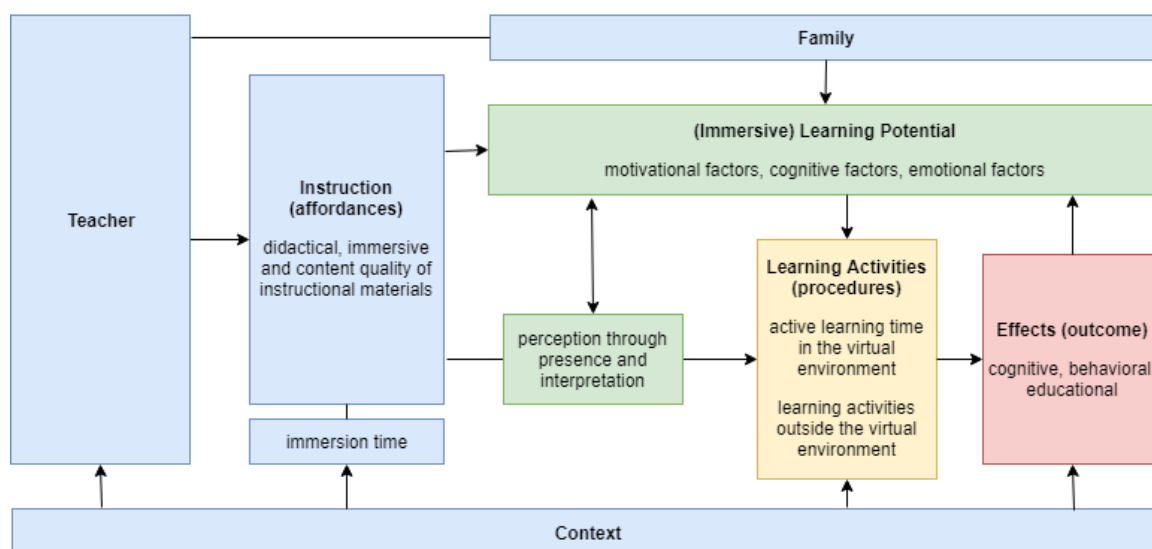 Family
(Immersive) Learning Potential
motivational factors, cognitive factors, emotional factors
Teacher
Instruction
(affordances)
didactical, immersive
and content quality of
instructional materials
immersion time
perception through
presence and
interpretation
Learning Activities
(procedures)
active learning time
in the virtual
environment
learning activities
outside the virtual
environment
Effects (outcome)
cognitive, behavioral,
educational
Context